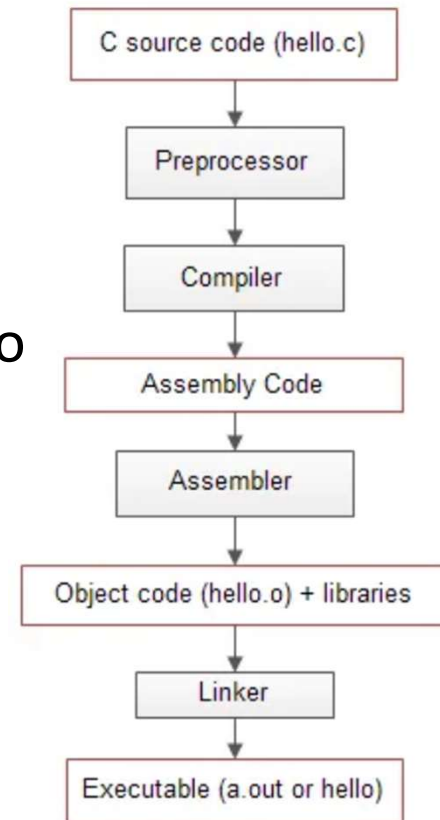 C source code (hello.c)
Preprocessor
Compiler
o
Assembly Code
Assembler
Object code (hello.o) + libraries
Linker
Executable (a.out or hello)